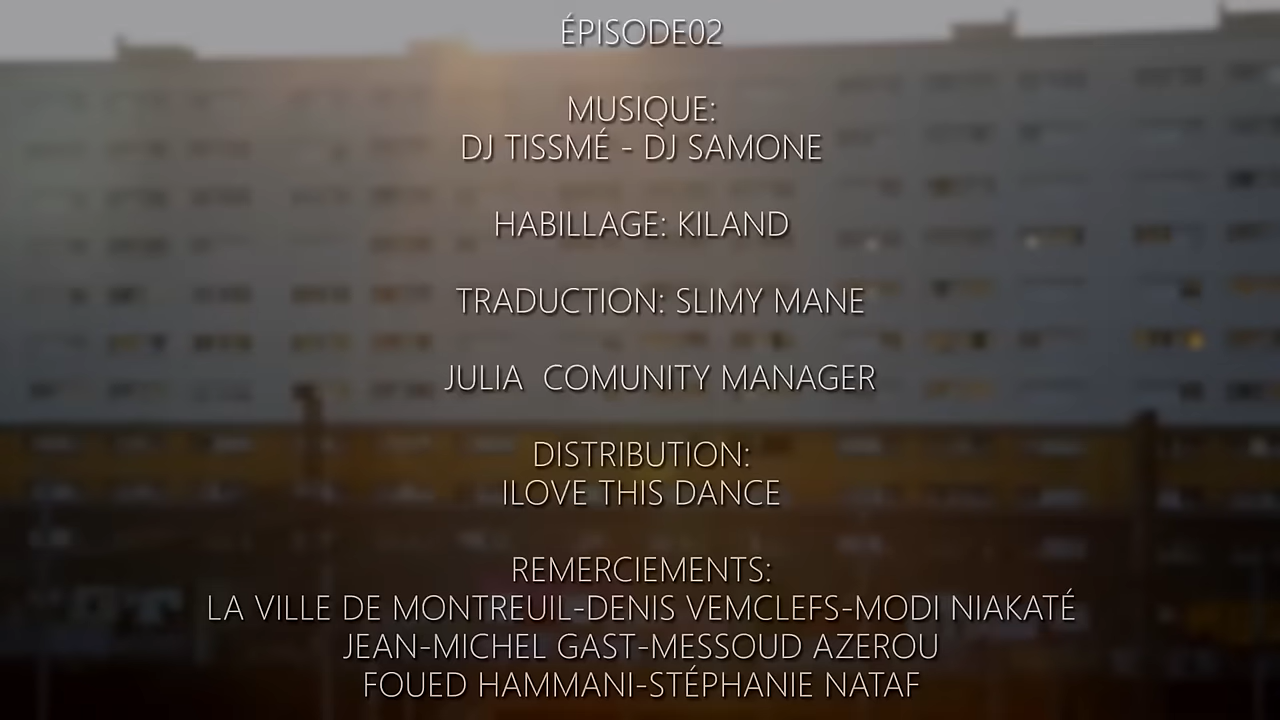 ÉPISODE02
MUSIQUE:
DJ TISSMÉ - DJ SAMONE
HABILLAGE: KILAND
TRADUCTION: SLIMY MANE
JULIA  COMUNITY MANAGER
DISTRIBUTION:
ILOVE THIS DANCE
REMERCIEMENTS:
LA VILLE DE MONTREUIL-DENIS VEMCLEFS-MODI NIAKATÉ
JEAN-MICHEL GAST-MESSOUD AZEROU
FOUED HAMMANI-STÉPHANIE NATAF